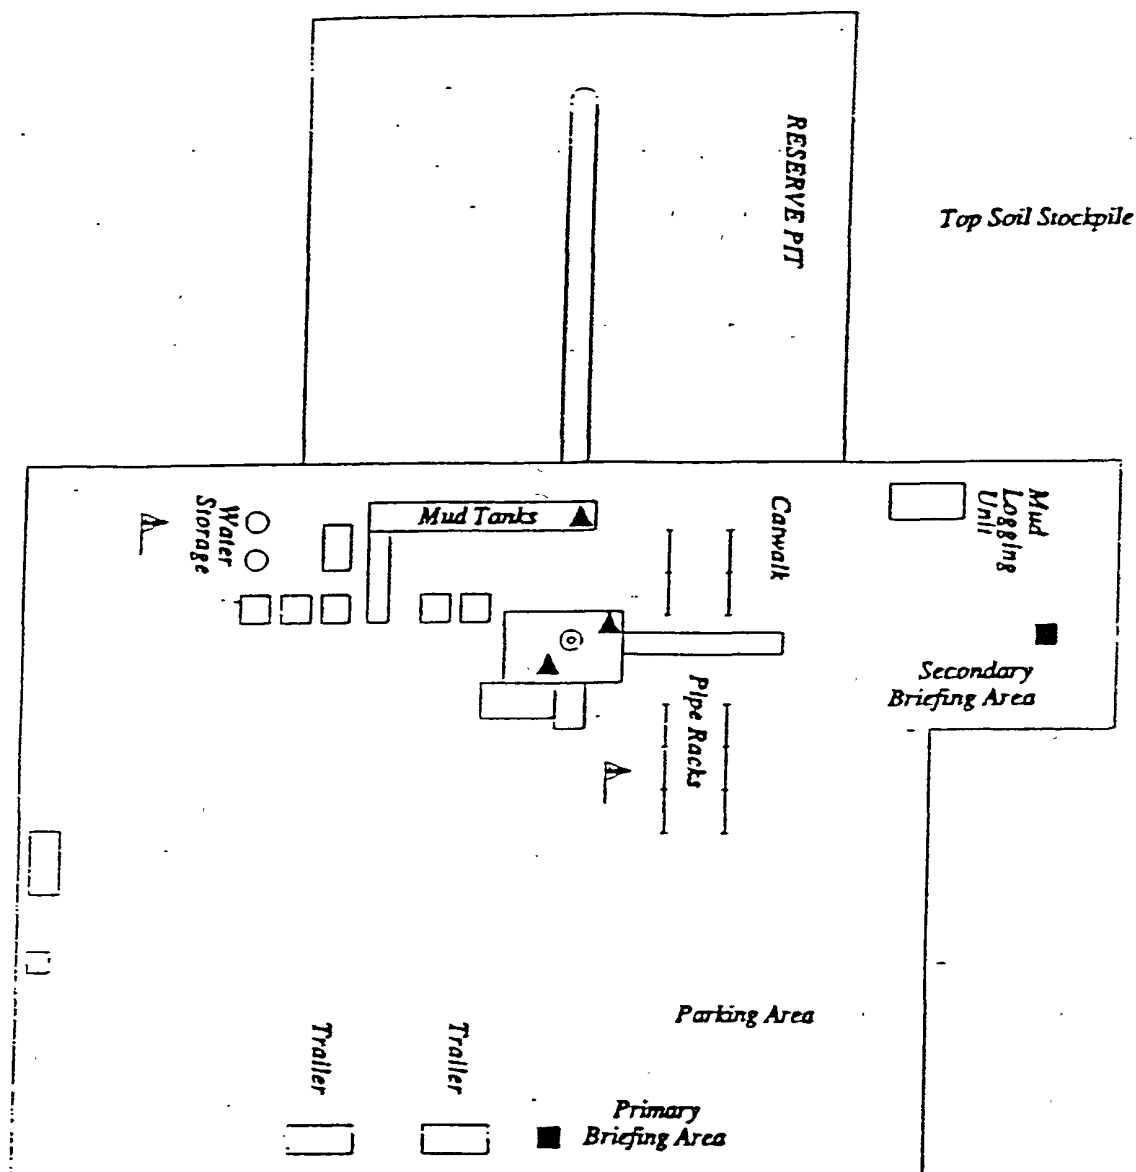 RESERVE PIT
Top Soil Stockpile
Water
Storage
Mud Tanks
Catwalk
Mud
Logging
Unit
Secondary
Briefing Area
Pipe Racks
Parking Area
Trailer
Trailer
Primary
Briefing Area